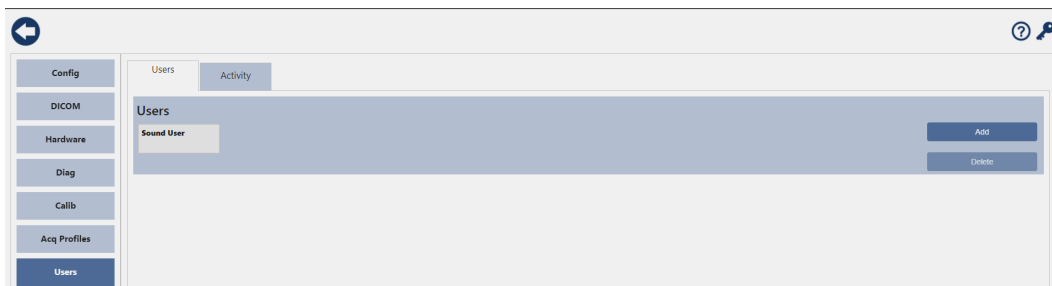 Config
DICOM
Hardware
Diag
Calib
Acq Profiles
Users
Users
Activity
Users
Sound User
Add
Delete